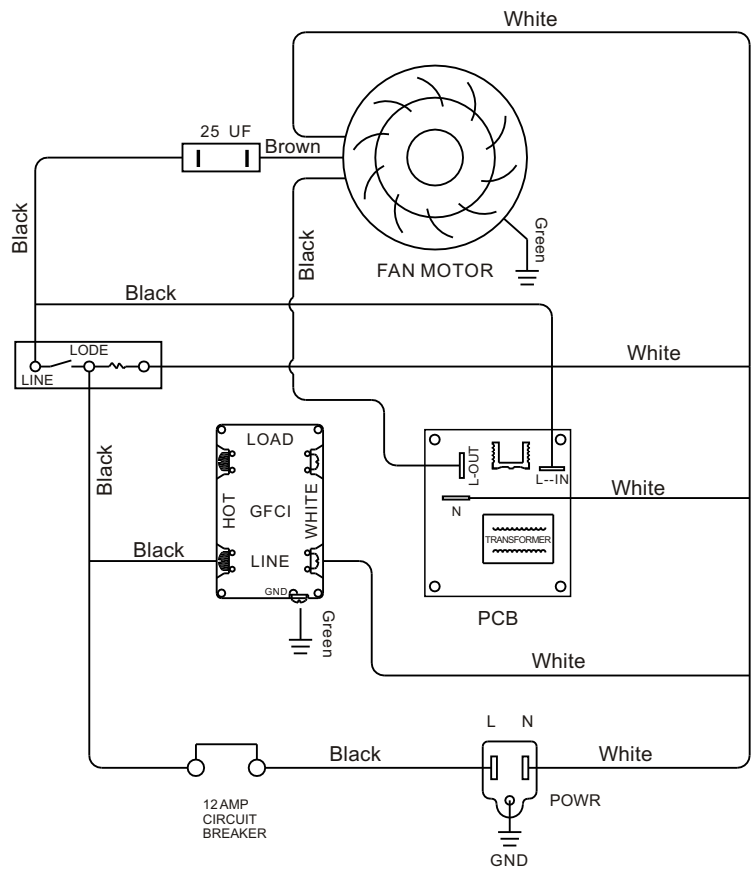 White
25 UF
Brown
Black
Black
Green
FAN MOTOR
Black
LODE
LINE
White
Black
LOAD
HOT
GFCI
WHITE
LINE
GND
Green
Black
L-OUT
L--IN
N
TRANSFORMER
PCB
White
White
L N
Black
White
12 AMP
CIRCUIT
BREAKER
POWR
GND